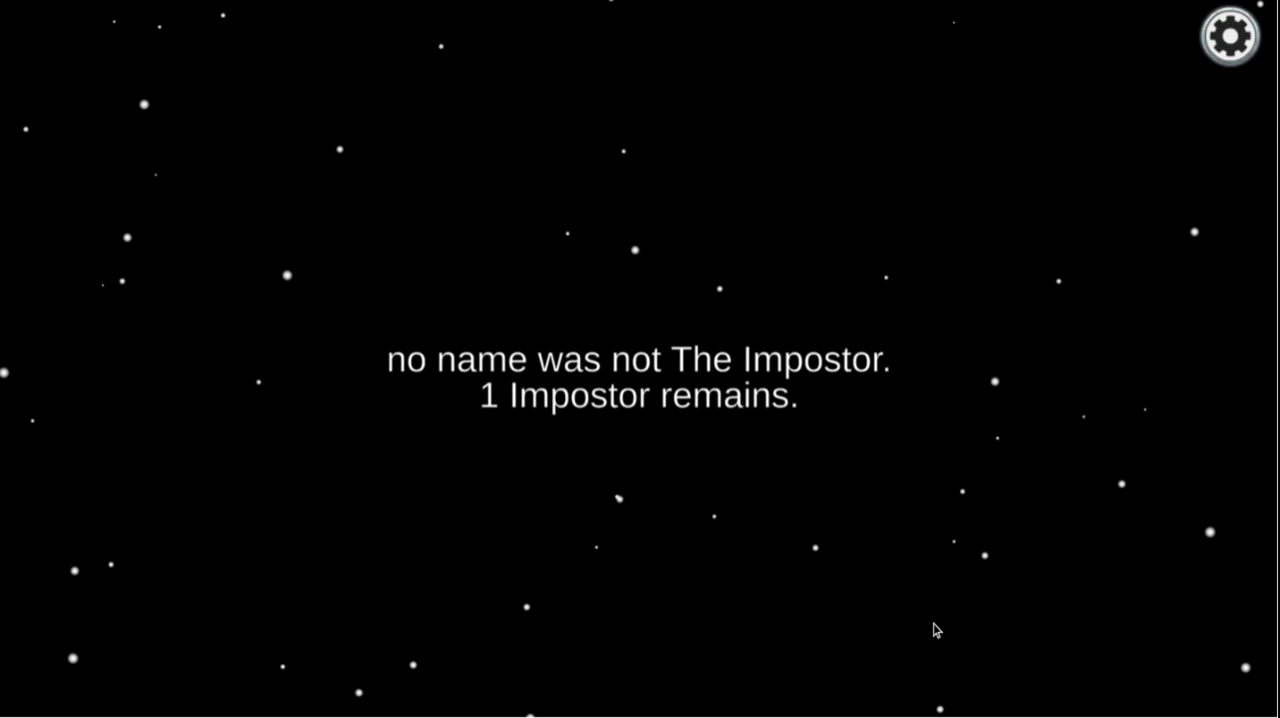 no name was not The Impostor.
1 Impostor remains.